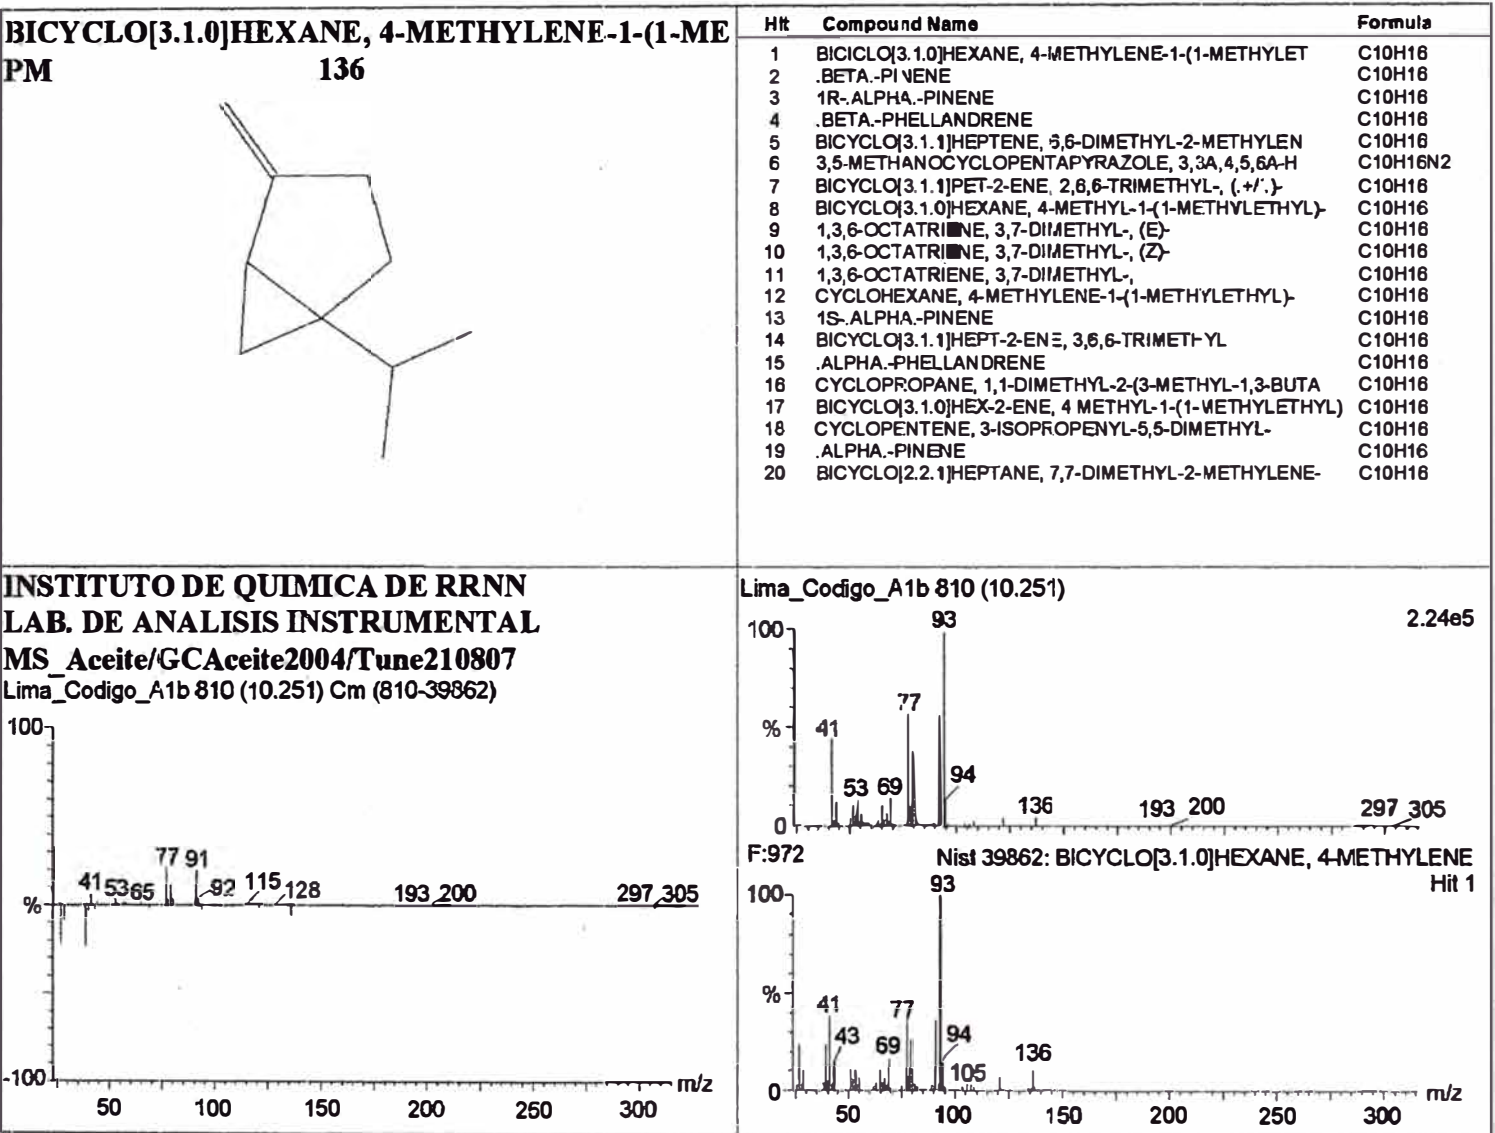 BICYCLO[3.1.0]HEXANE, 4-METHYLENE-1-(1-ME
PM 136
Hit Compound Name Formula
1 BICICLO[3.1.0]HEXANE, 4-METHYLENE-1-(1-METHYLET C10H16
2 .BETA.-PINENE C10H16
3 1R-.ALPHA.-PINENE C10H16
4 .BETA.-PHELLANDRENE C10H16
5 BICYCLO[3.1.1]HEPTENE, 6,6-DIMETHYL-2-METHYLEN C10H16
6 3,5-METHANOCYCLOPENTAPYRAZOLE, 3,3A,4,5,6A-H C10H16N2
7 BICYCLO[3.1.1]PET-2-ENE, 2,6,6-TRIMETHYL-, (.+/.)- C10H16
8 BICYCLO[3.1.0]HEXANE, 4-METHYL-1-(1-METHYLETHYL)- C10H16
9 1,3,6-OCTATRIENE, 3,7-DIMETHYL-, (E)- C10H16
10 1,3,6-OCTATRIENE, 3,7-DIMETHYL-, (Z)- C10H16
11 1,3,6-OCTATRIENE, 3,7-DIMETHYL-, C10H16
12 CYCLOHEXANE, 4-METHYLENE-1-(1-METHYLETHYL)- C10H16
13 1S-.ALPHA.-PINENE C10H16
14 BICYCLO[3.1.1]HEPT-2-ENE, 3,6,6-TRIMETHYL C10H16
15 .ALPHA.-PHELLANDRENE C10H16
16 CYCLOPROPANE, 1,1-DIMETHYL-2-(3-METHYL-1,3-BUTA C10H16
17 BICYCLO[3.1.0]HEX-2-ENE, 4 METHYL-1-(1-METHYLETHYL) C10H16
18 CYCLOPENTENE, 3-ISOPROPENYL-5,5-DIMETHYL- C10H16
19 .ALPHA.-PINENE C10H16
20 BICYCLO[2.2.1]HEPTANE, 7,7-DIMETHYL-2-METHYLENE- C10H16
INSTITUTO DE QUIMICA DE RRNN
LAB. DE ANALISIS INSTRUMENTAL
MS_Aceite/GCAceite2004/Tune210807
Lima_Codigo_A1b 810 (10.251) Cm (810-39862)
100
%
-100
41 53 65 77 91 92 115 128 193 200 297 305
m/z
50 100 150 200 250 300
Lima_Codigo_A1b 810 (10.251)
2.24e5
100
%
0
41 53 69 77 93 94 136 193 200 297 305
F:972 Nist 39862: BICYCLO[3.1.0]HEXANE, 4-METHYLENE
Hit 1
100
%
0
41 43 69 77 93 94 105 136
m/z
50 100 150 200 250 300